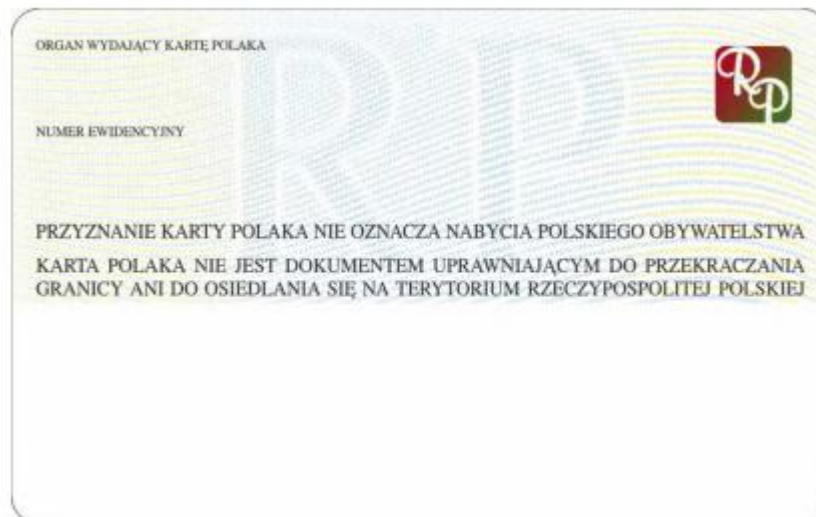 ORGAN WYDAJĄCY KARTĘ POLAKA
RP
NUMER EWIDENCYJNY
RP
PRZYZNANIE KARTY POLAKA NIE OZNACZA NABYCIA POLSKIEGO OBYWATELSTWA
KARTA POLAKA NIE JEST DOKUMENTEM UPRAWNIAJĄCYM DO PRZEKRACZANIA
GRANICY ANI DO OSIEDLANIA SIĘ NA TERYTORIUM RZECZYPOSPOLITEJ POLSKIEJ